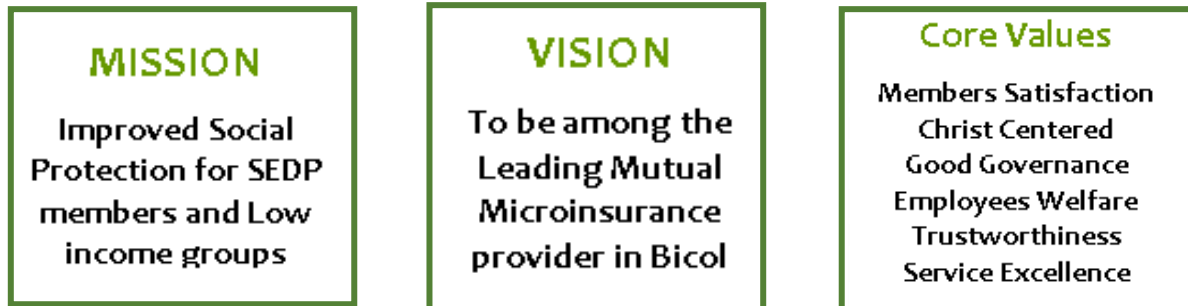 MISSION
Improved Social
Protection for SEDP
members and Low
income groups
VISION
To be among the
Leading Mutual
Microinsurance
provider in Bicol
Core Values
Members Satisfaction
Christ Centered
Good Governance
Employees Welfare
Trustworthiness
Service Excellence